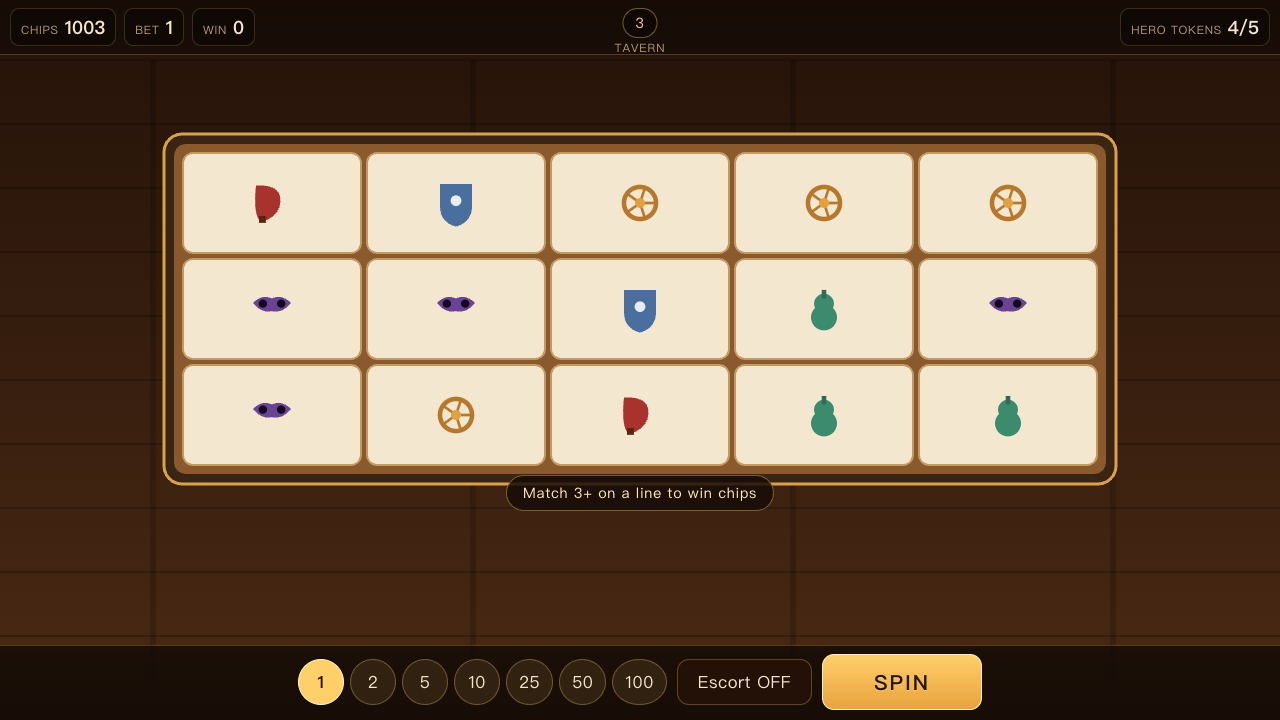 CHIPS 1003
BET 1
WIN 0
3
TAVERN
HERO TOKENS 4/5
Match 3+ on a line to win chips
1
2
5
10
25
50
100
Escort OFF
SPIN